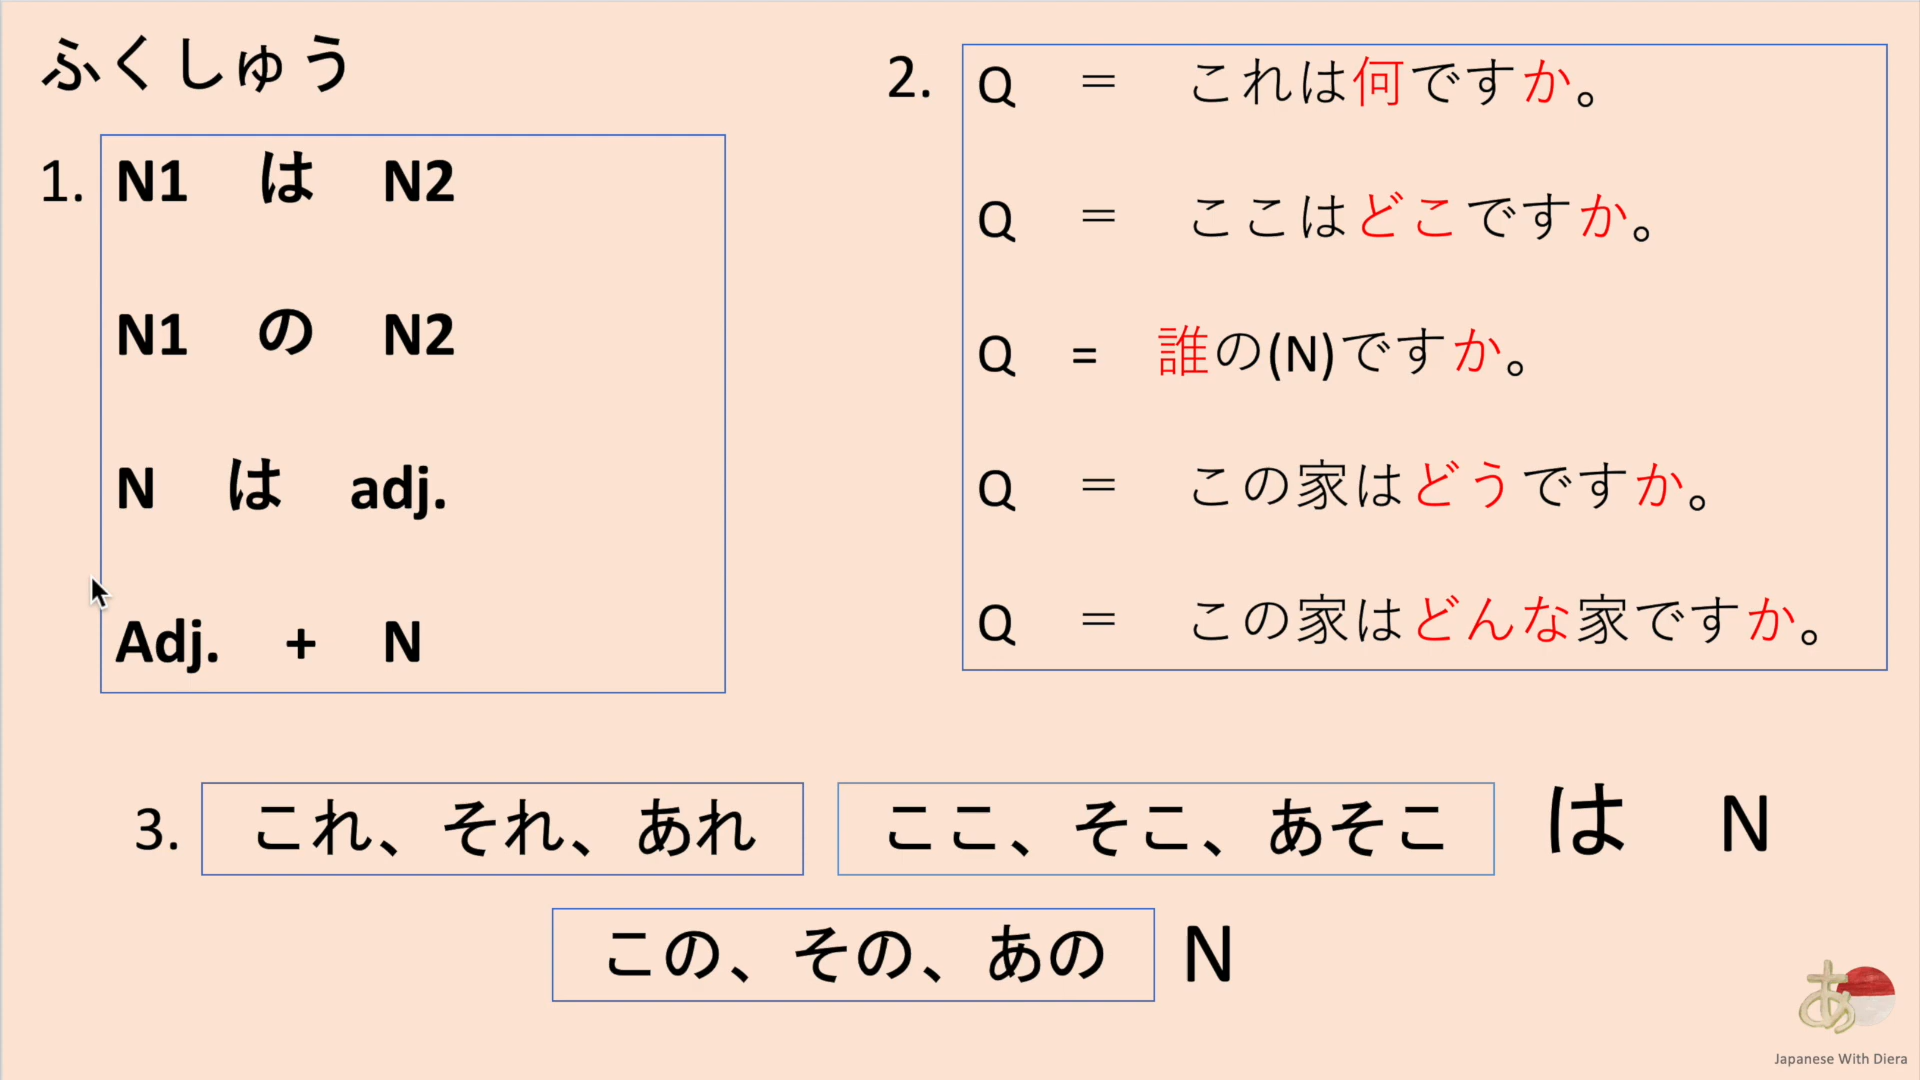 ふくしゅう
1.
N1 は N2
N1 の N2
N は adj.
Adj. + N
2.
Q ＝ これは何ですか。
Q ＝ ここはどこですか。
Q = 誰の(N)ですか。
Q ＝ この家はどうですか。
Q ＝ この家はどんな家ですか。
3. これ、それ、あれ ここ、そこ、あそこ は N
この、その、あの N
あ
Japanese With Diera